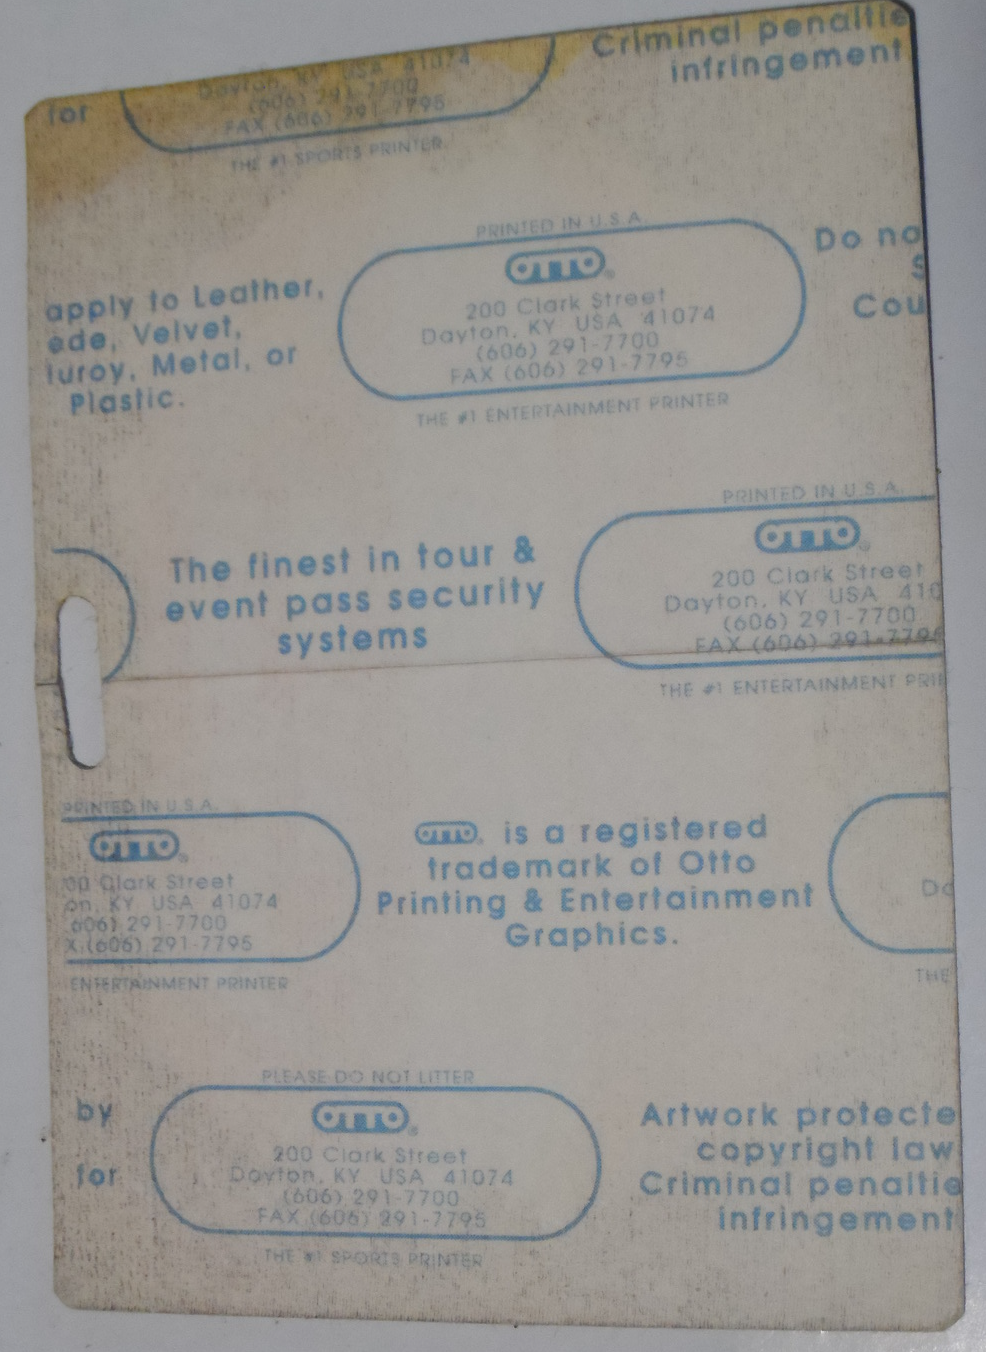 Dayton, KY USA 41074
(606) 291-7700
FAX (606) 291-7795
THE #1 SPORTS PRINTER
for
Criminal penaltie
infringement
apply to Leather,
ede, Velvet,
luroy, Metal, or
Plastic.
PRINTED IN U.S.A.
OTTO®
200 Clark Street
Dayton, KY USA 41074
(606) 291-7700
FAX (606) 291-7795
THE #1 ENTERTAINMENT PRINTER
Do no
S
Cou
The finest in tour &
event pass security
systems
PRINTED IN U.S.A.
OTTO®
200 Clark Street
Dayton, KY USA 410
(606) 291-7700
FAX (606) 291-7795
THE #1 ENTERTAINMENT PRIN
PRINTED IN U.S.A.
OTTO®
00 Clark Street
on, KY USA 41074
606) 291-7700
X (606) 291-7795
ENTERTAINMENT PRINTER
OTTO® is a registered
trademark of Otto
Printing & Entertainment
Graphics.
Da
THE
by
for
PLEASE DO NOT LITTER
OTTO®
200 Clark Street
Dayton, KY USA 41074
(606) 291-7700
FAX (606) 291-7795
THE #1 SPORTS PRINTER
Artwork protecte
copyright law
Criminal penaltie
infringement